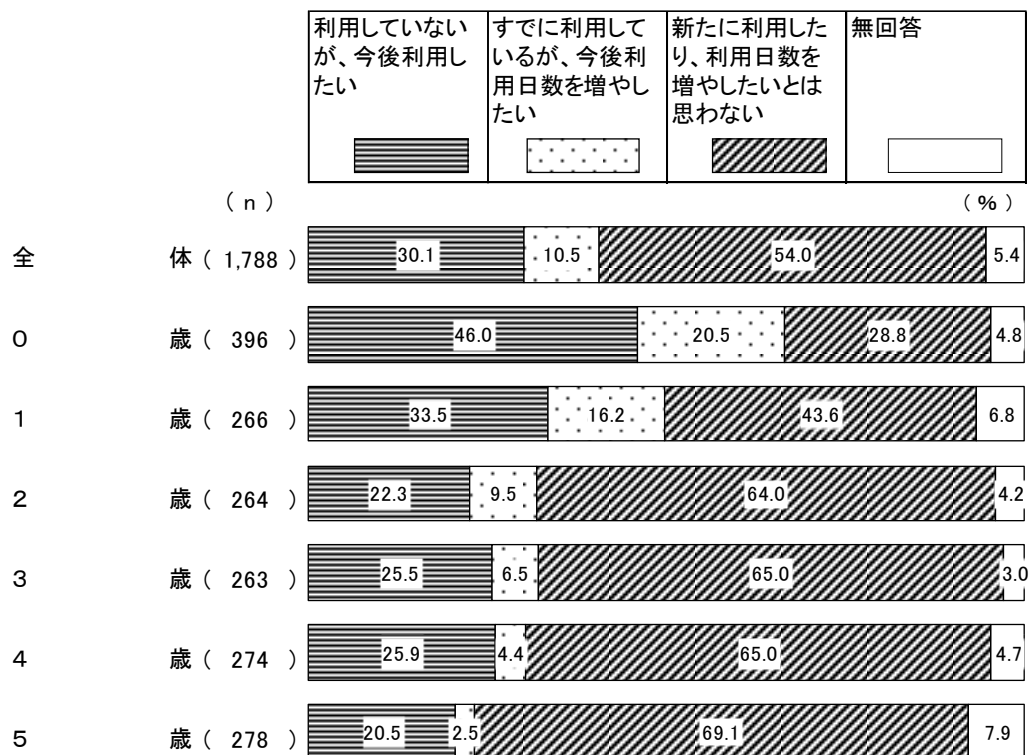 利用していない
が、今後利用し
たい
すでに利用して
いるが、今後利
用日数を増やし
たい
新たに利用した
り、利用日数を
増やしたいとは
思わない
無回答
（ｎ） （％）
全 体（ 1,788 ） 30.1 10.5 54.0 5.4
０ 歳（ 396 ） 46.0 20.5 28.8 4.8
１ 歳（ 266 ） 33.5 16.2 43.6 6.8
２ 歳（ 264 ） 22.3 9.5 64.0 4.2
３ 歳（ 263 ） 25.5 6.5 65.0 3.0
４ 歳（ 274 ） 25.9 4.4 65.0 4.7
５ 歳（ 278 ） 20.5 2.5 69.1 7.9